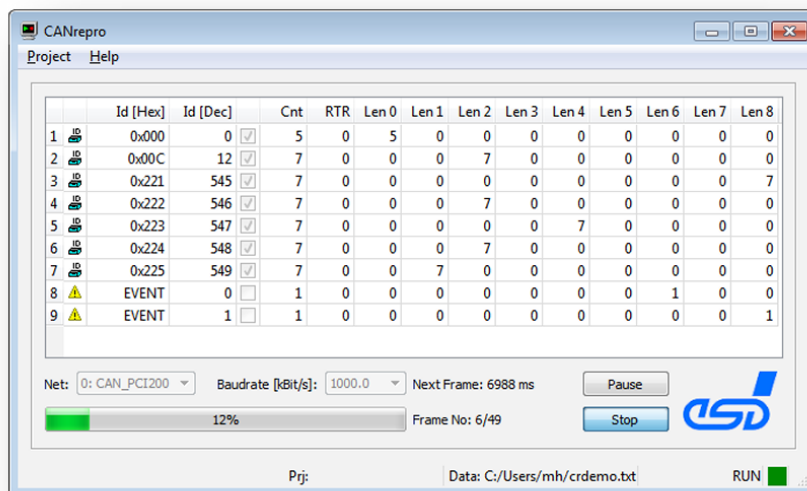 CANrepro
Project Help
Id [Hex] Id [Dec] Cnt RTR Len 0 Len 1 Len 2 Len 3 Len 4 Len 5 Len 6 Len 7 Len 8
1 ID 0x000 0 5 0 5 0 0 0 0 0 0 0 0
2 ID 0x00C 12 7 0 0 0 7 0 0 0 0 0 0
3 ID 0x221 545 7 0 0 0 0 0 0 0 0 0 7
4 ID 0x222 546 7 0 0 0 7 0 0 0 0 0 0
5 ID 0x223 547 7 0 0 0 0 0 7 0 0 0 0
6 ID 0x224 548 7 0 0 0 7 0 0 0 0 0 0
7 ID 0x225 549 7 0 0 7 0 0 0 0 0 0 0
8 EVENT 0 1 0 0 0 0 0 0 0 1 0 0
9 EVENT 1 1 0 0 0 0 0 0 0 0 0 1
Net: 0: CAN_PCI200 Baudrate [kBit/s]: 1000.0 Next Frame: 6988 ms Pause
12% Frame No: 6/49 Stop esd
Prj: Data: C:/Users/mh/crdemo.txt RUN